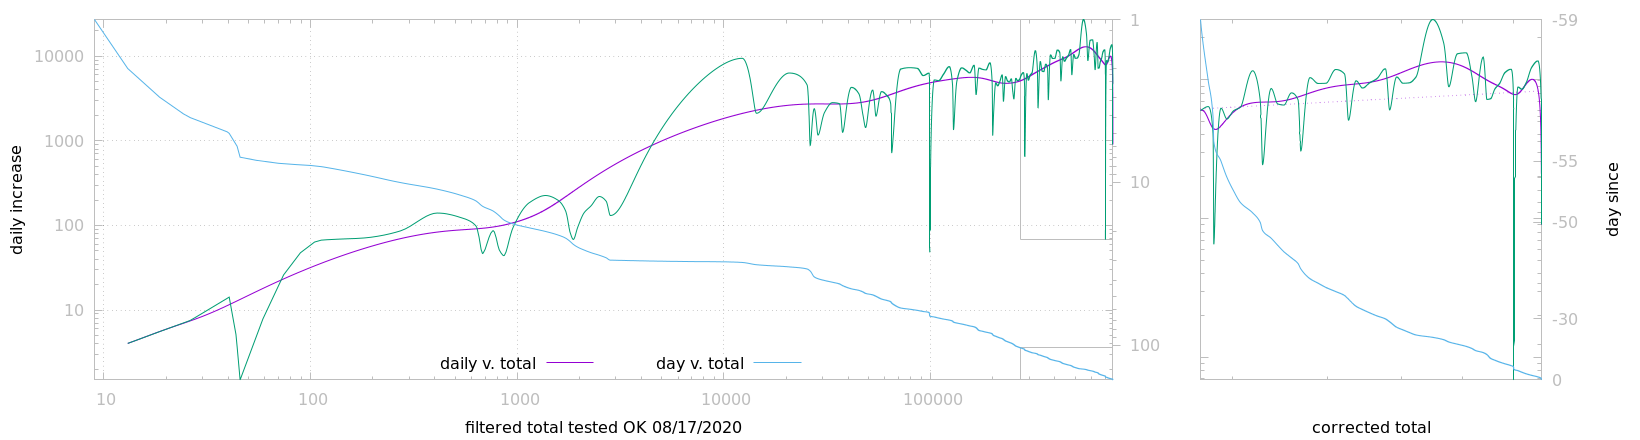 10000
1000
100
10
daily increase
1
10
100
daily v. total
day v. total
10
100
1000
10000
100000
filtered total tested OK 08/17/2020
-59
-55
-50
-30
0
day since
corrected total